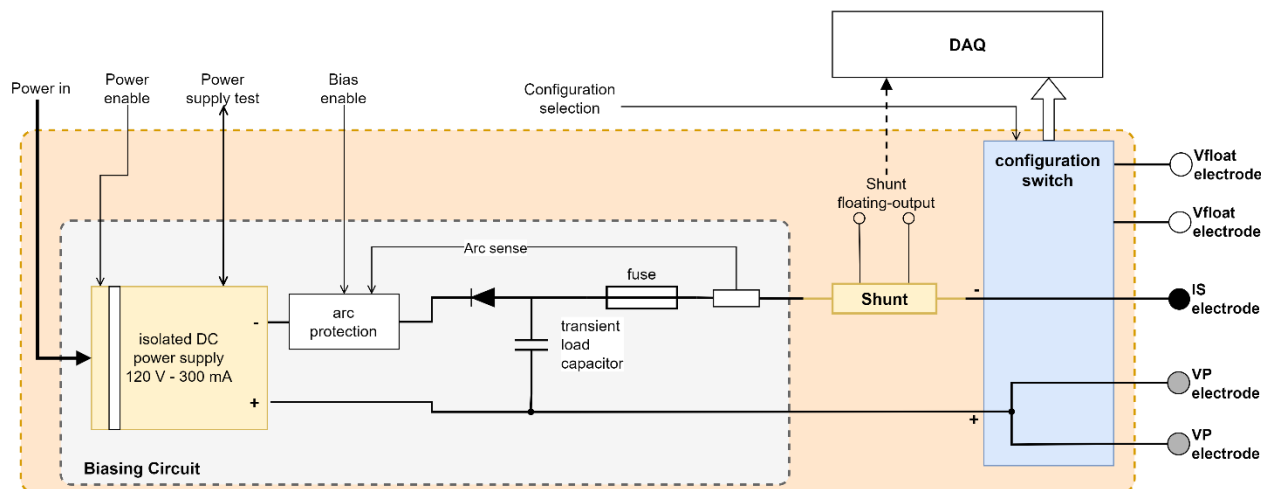 DAQ
Power in
Power
enable
Power
supply test
Bias
enable
Configuration
selection
configuration
switch
Vfloat
electrode
Vfloat
electrode
Shunt
floating-output
Arc sense
fuse
Shunt
-
IS
electrode
-
arc
protection
isolated DC
power supply
120 V - 300 mA
transient
load
capacitor
+
+
VP
electrode
VP
electrode
Biasing Circuit